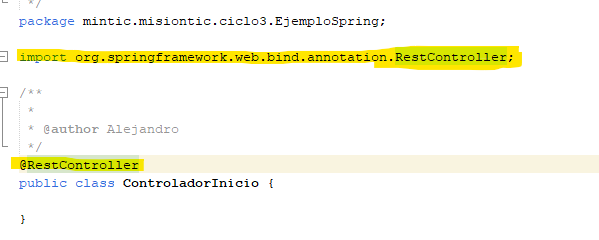 */
package mintic.misiontic.ciclo3.EjemploSpring;
import org.springframework.web.bind.annotation.RestController;
/**
*
* @author Alejandro
*/
@RestController
public class ControladorInicio {
}